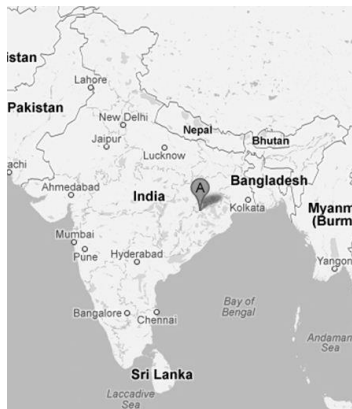 istan
Lahore
Pakistan
New Delhi
Nepal
Jaipur
Bhutan
Lucknow
achi
Bangladesh
A
Ahmedabad
India
Kolkata
Myanm
(Burm
Mumbai
Pune
Hyderabad
Yangon
Bay of
Bengal
Bangalore
Chennai
Andaman
Sea
Sri Lanka
Laccadive
Sea